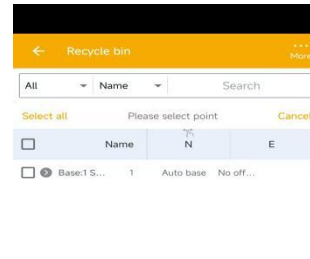 Recycle bin
More
All Name Search
Select all Please select point Cancel
Name N E
Base:1 S... 1 Auto base No off...